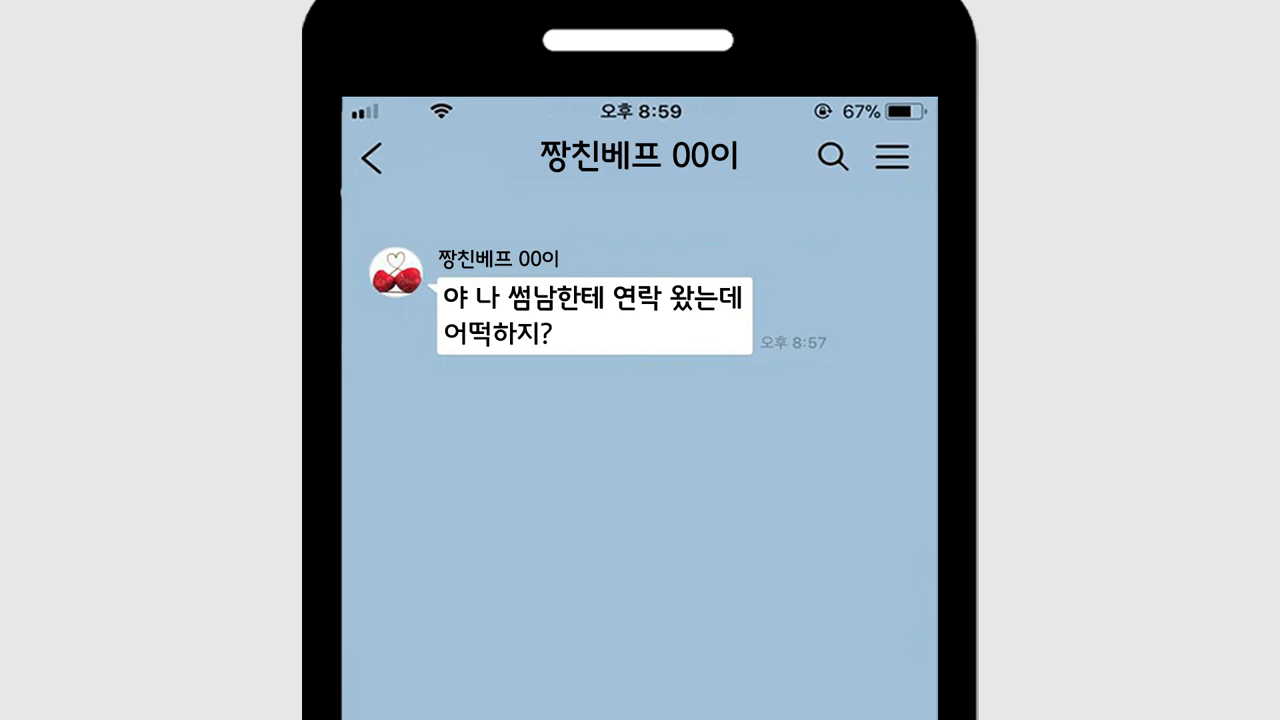 오후 8:59
67%
짱친베프 00이
짱친베프 00이
야 나 썸남한테 연락 왔는데
어떡하지?
오후 8:57